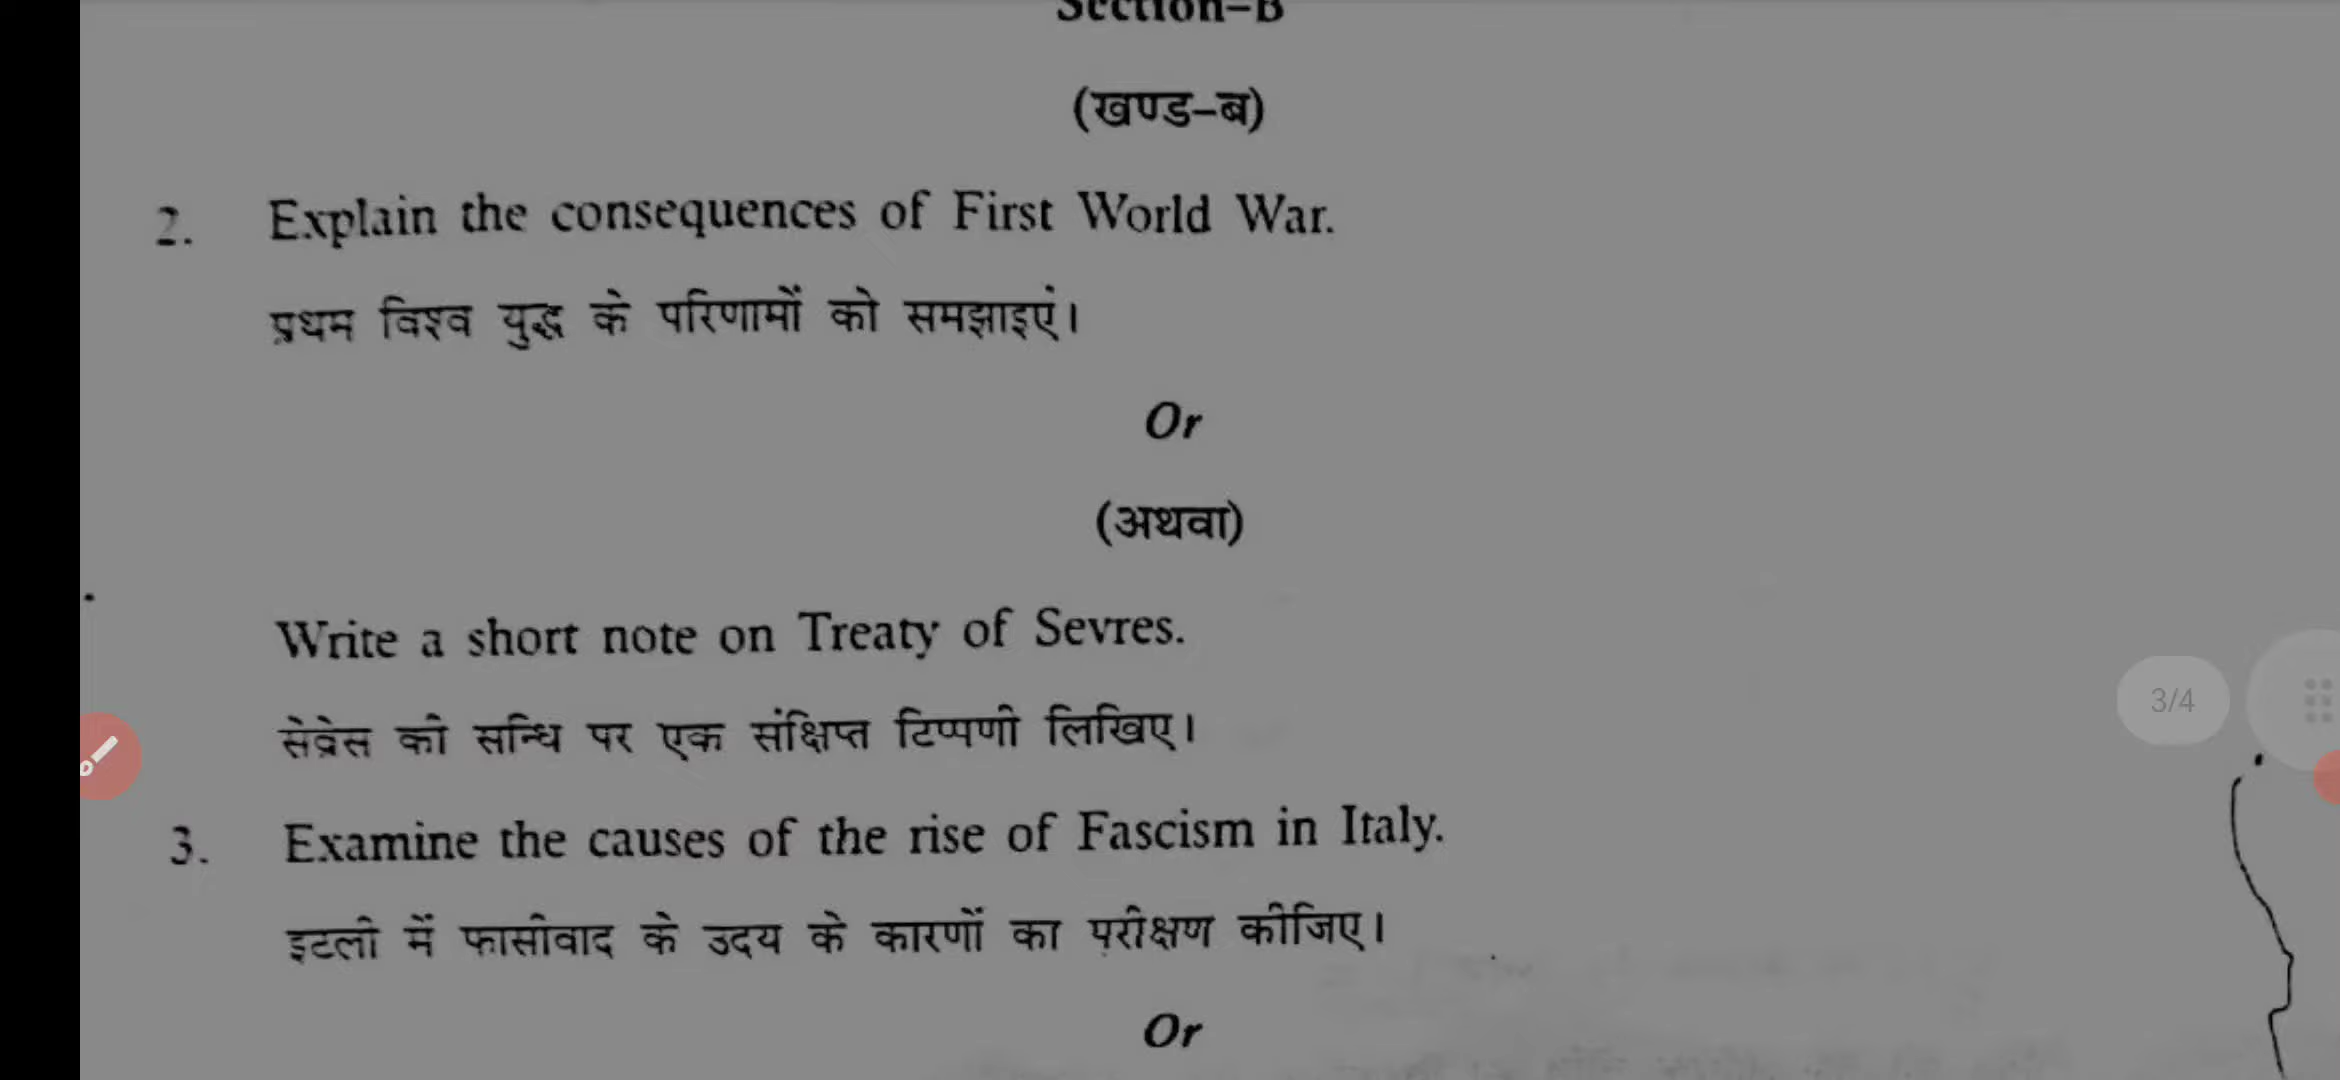 Section–B
(खण्ड–ब)
2. Explain the consequences of First World War.
प्रथम विश्व युद्ध के परिणामों को समझाइएं।
Or
(अथवा)
Write a short note on Treaty of Sevres.
सेव्रेस की सन्धि पर एक संक्षिप्त टिप्पणी लिखिए।
3/4
3. Examine the causes of the rise of Fascism in Italy.
इटली में फासीवाद के उदय के कारणों का परीक्षण कीजिए।
Or